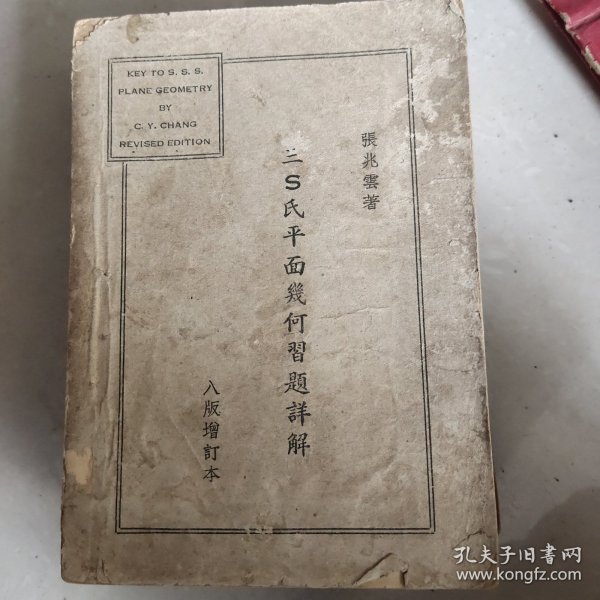 KEY TO S. S. S.
PLANE GEOMETRY
BY
C. Y. CHANG
REVISED EDITION
張兆雲著
三S氏平面幾何習題詳解
八版增訂本
孔夫子旧书网
www.kongfz.com